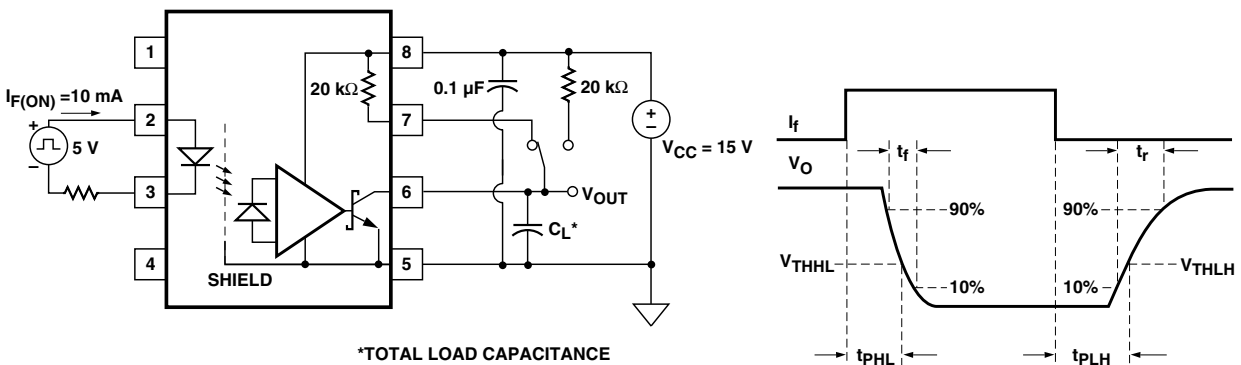 1
8
20 kΩ
0.1 µF
20 kΩ
I_F(ON) =10 mA
+
2
7
+
−
V_CC = 15 V
5 V
−
3
6
V_OUT
C_L*
4
SHIELD
5
*TOTAL LOAD CAPACITANCE
I_f
t_f
t_r
V_O
90%
90%
V_THHL
V_THLH
10%
10%
t_PHL
t_PLH